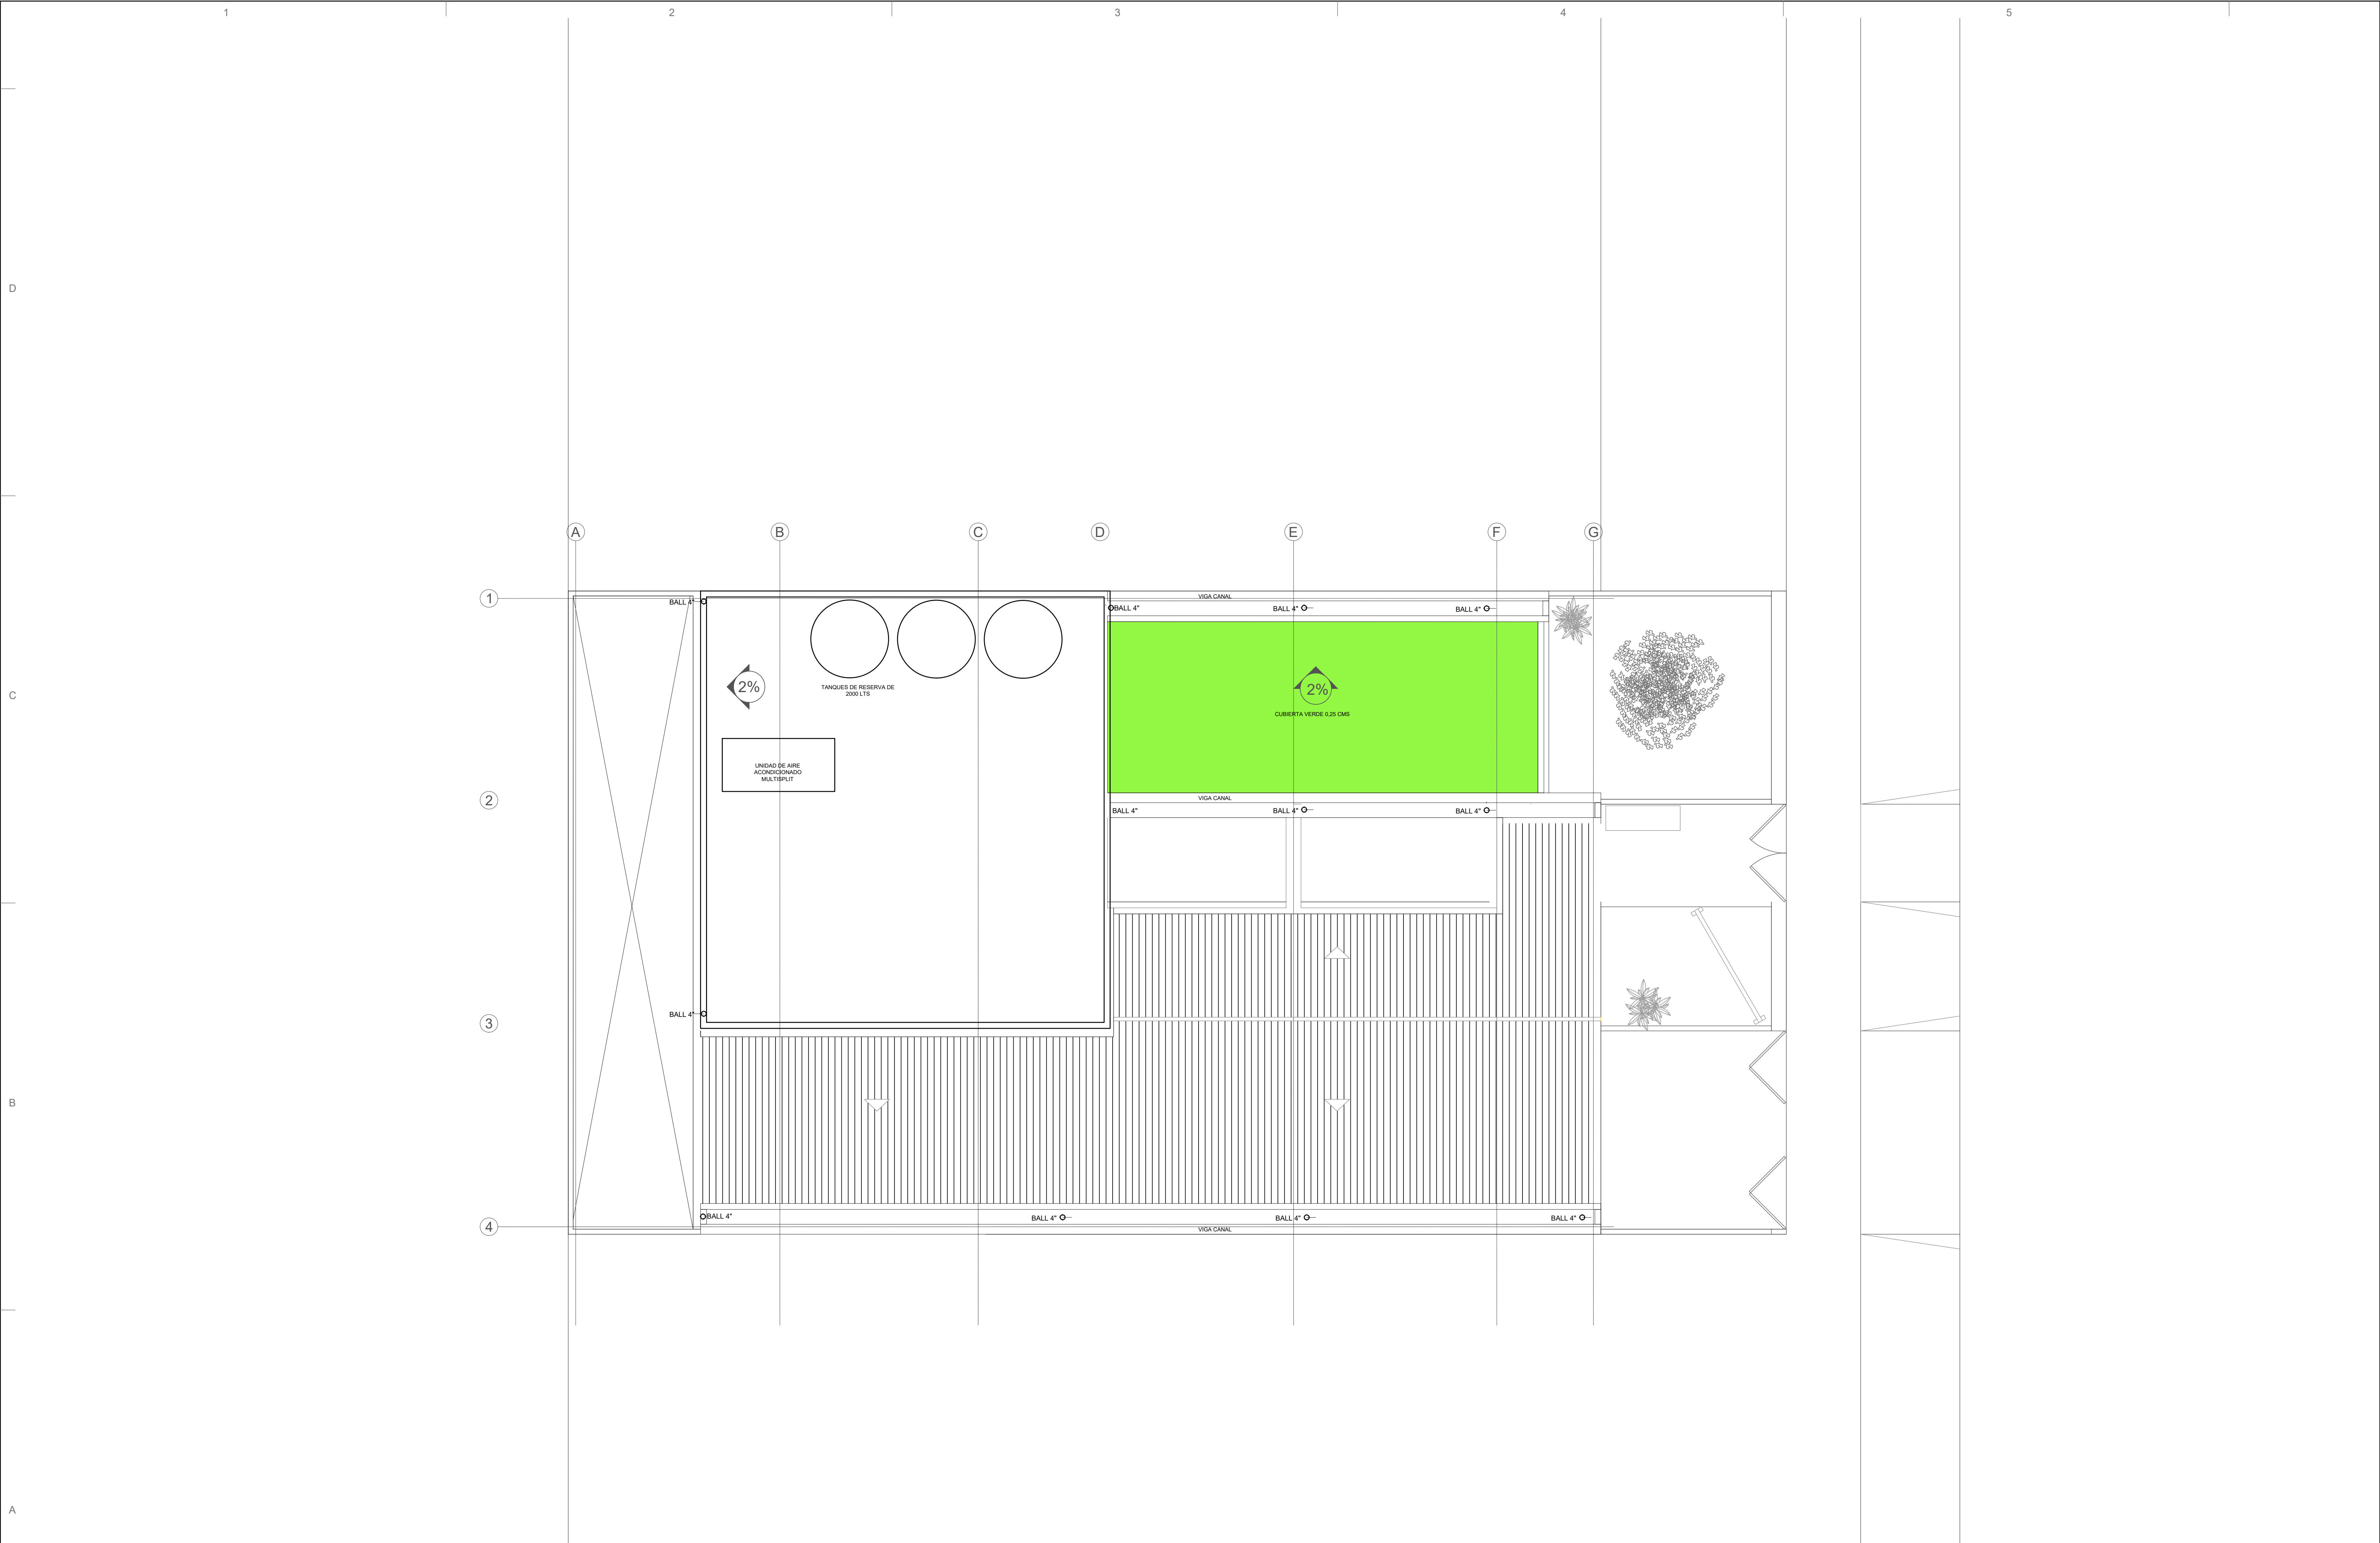 1 2 3 4 5
D
A B C D E F G
1
VIGA CANAL
BALL 4"
BALL 4" BALL 4" BALL 4"
2%
TANQUES DE RESERVA DE
2000 LTS
2%
C
CUBIERTA VERDE 0,25 CMS
UNIDAD DE AIRE
ACONDICIONADO
MULTISPLIT
2
VIGA CANAL
BALL 4" BALL 4" BALL 4"
BALL 4"
3
B
BALL 4" BALL 4" BALL 4" BALL 4"
4
VIGA CANAL
A